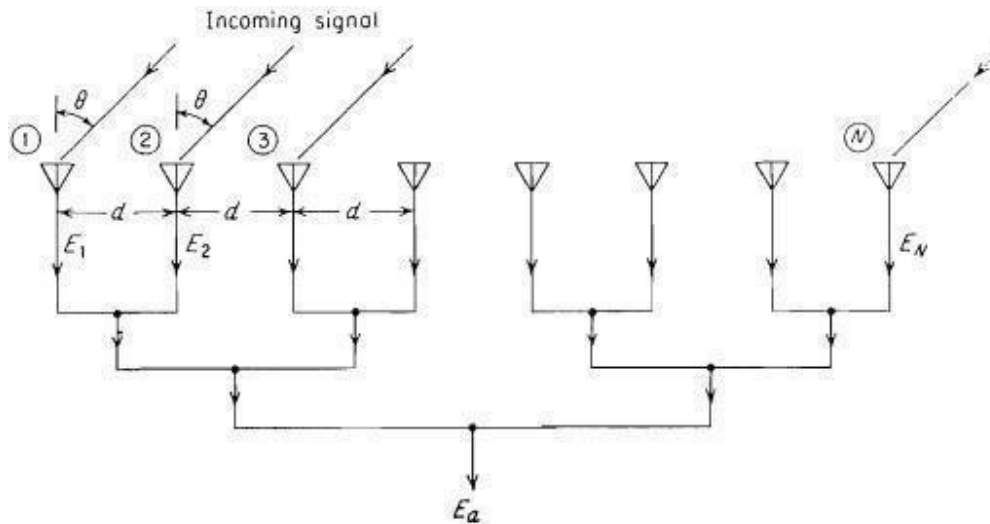 Incoming signal
θ θ
1 2 3 N
d d d
E1 E2 EN
Ea